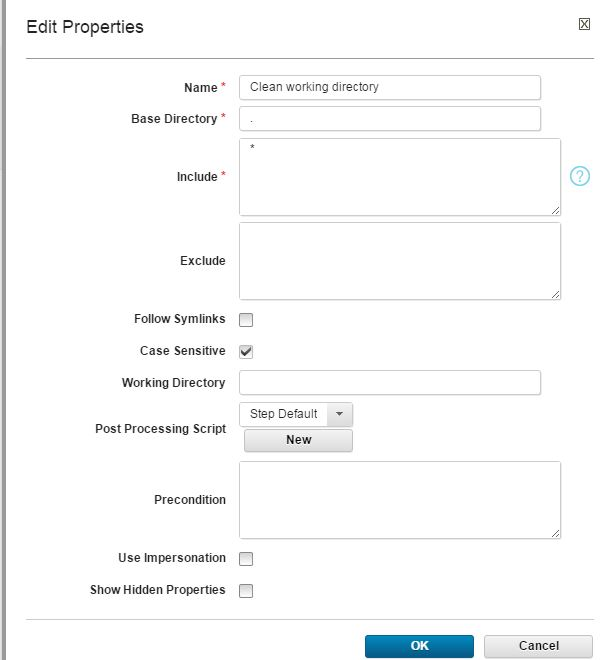 Edit Properties
Name * Clean working directory
Base Directory * .
Include * *
?
Exclude
Follow Symlinks
Case Sensitive
Working Directory
Post Processing Script Step Default
New
Precondition
Use Impersonation
Show Hidden Properties
OK Cancel